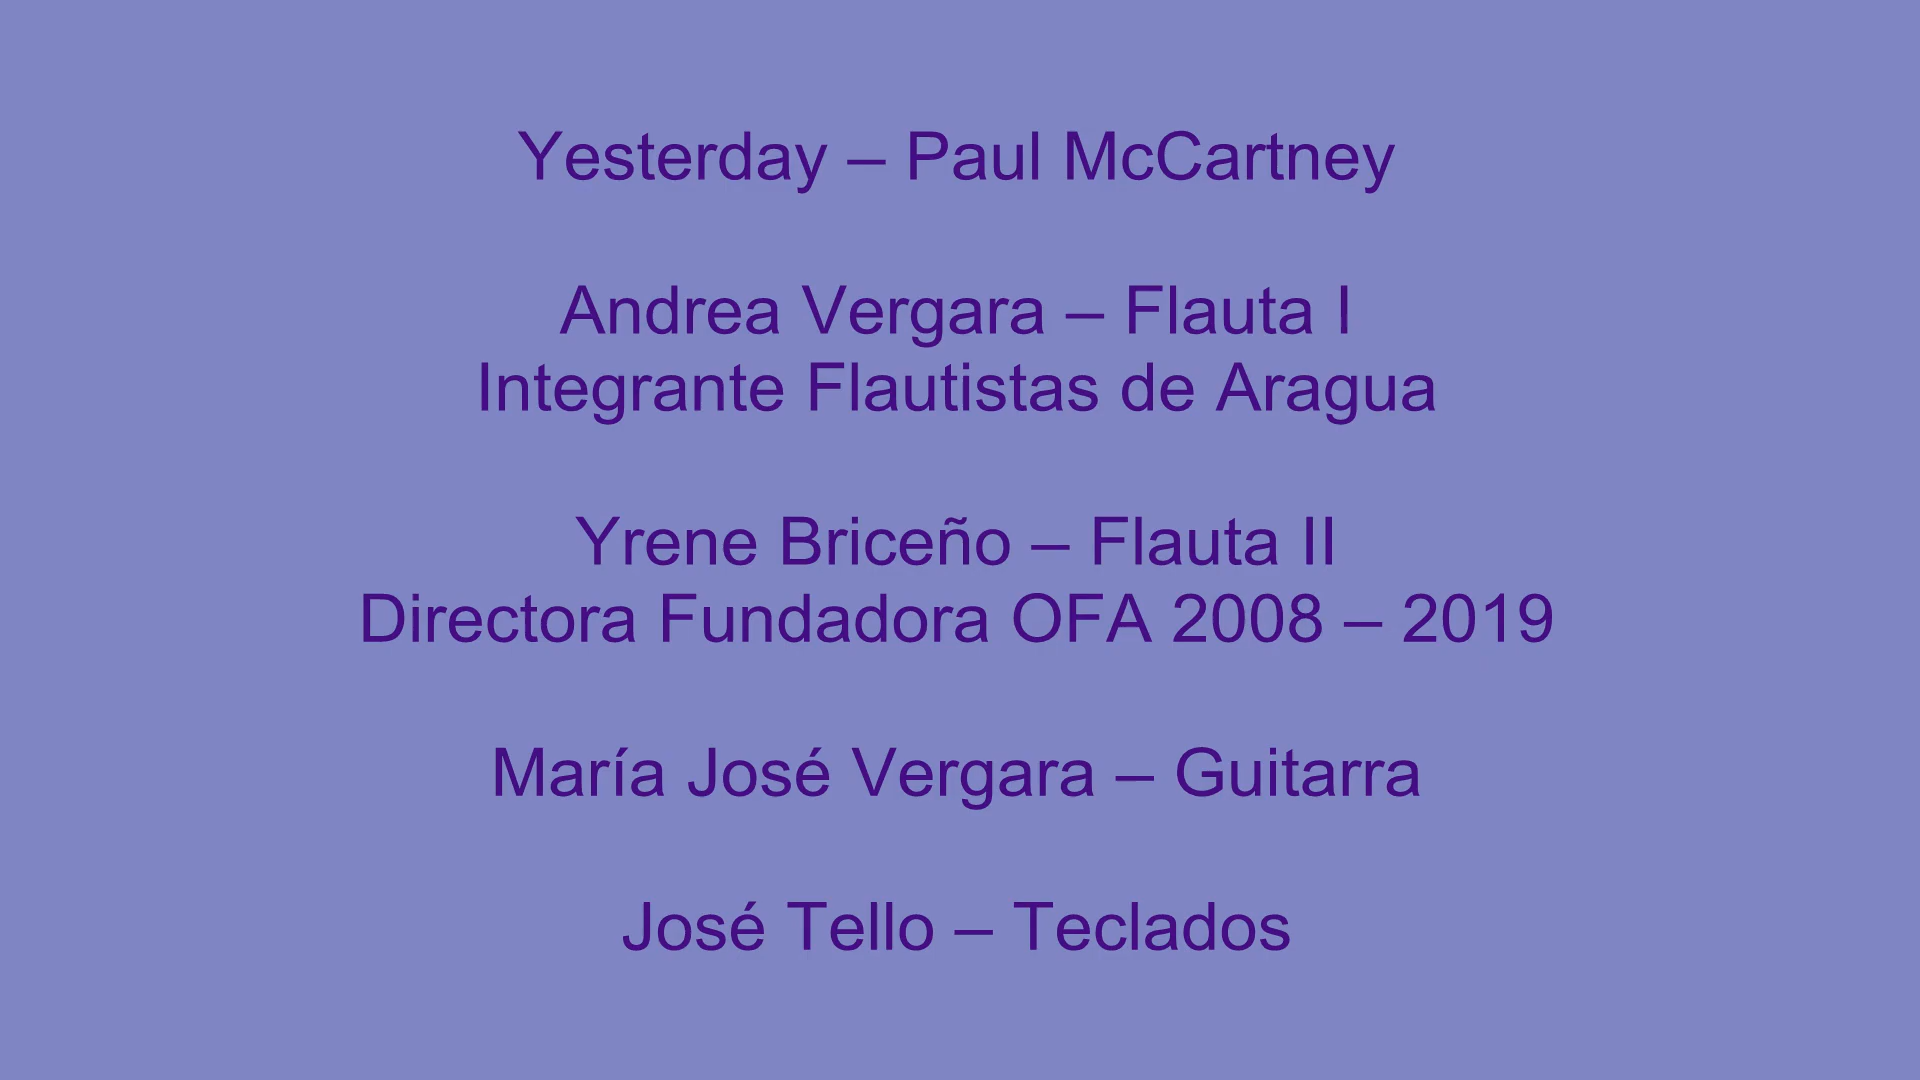 Yesterday – Paul McCartney
Andrea Vergara – Flauta I
Integrante Flautistas de Aragua
Yrene Briceño – Flauta II
Directora Fundadora OFA 2008 – 2019
María José Vergara – Guitarra
José Tello – Teclados